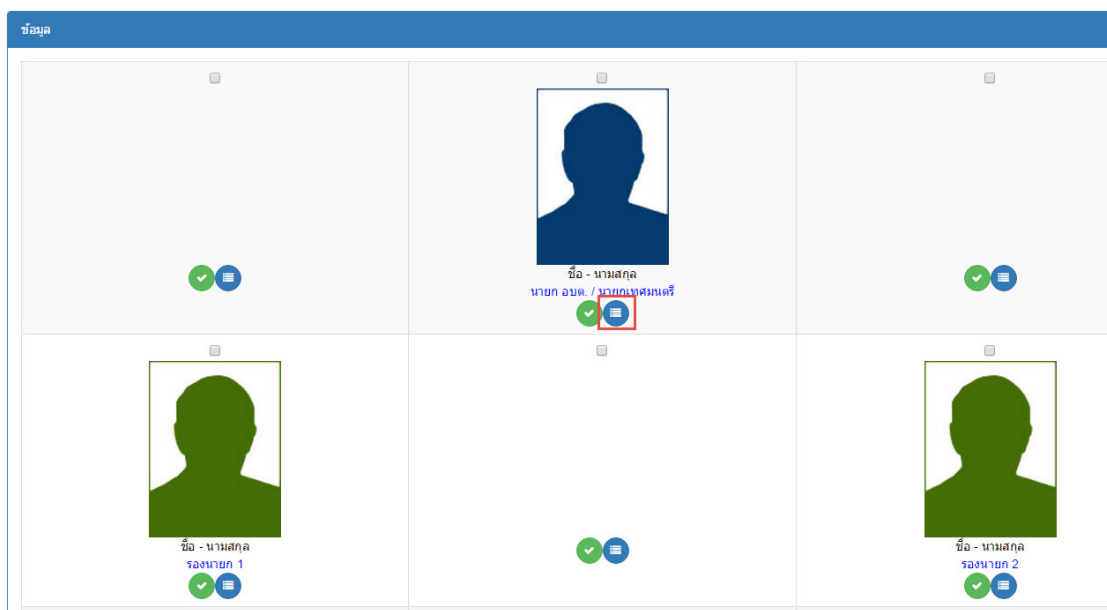 ข้อมูล
ชื่อ - นามสกุล
นายก อบต. / นายกเทศมนตรี
ชื่อ - นามสกุล
รองนายก 1
ชื่อ - นามสกุล
รองนายก 2